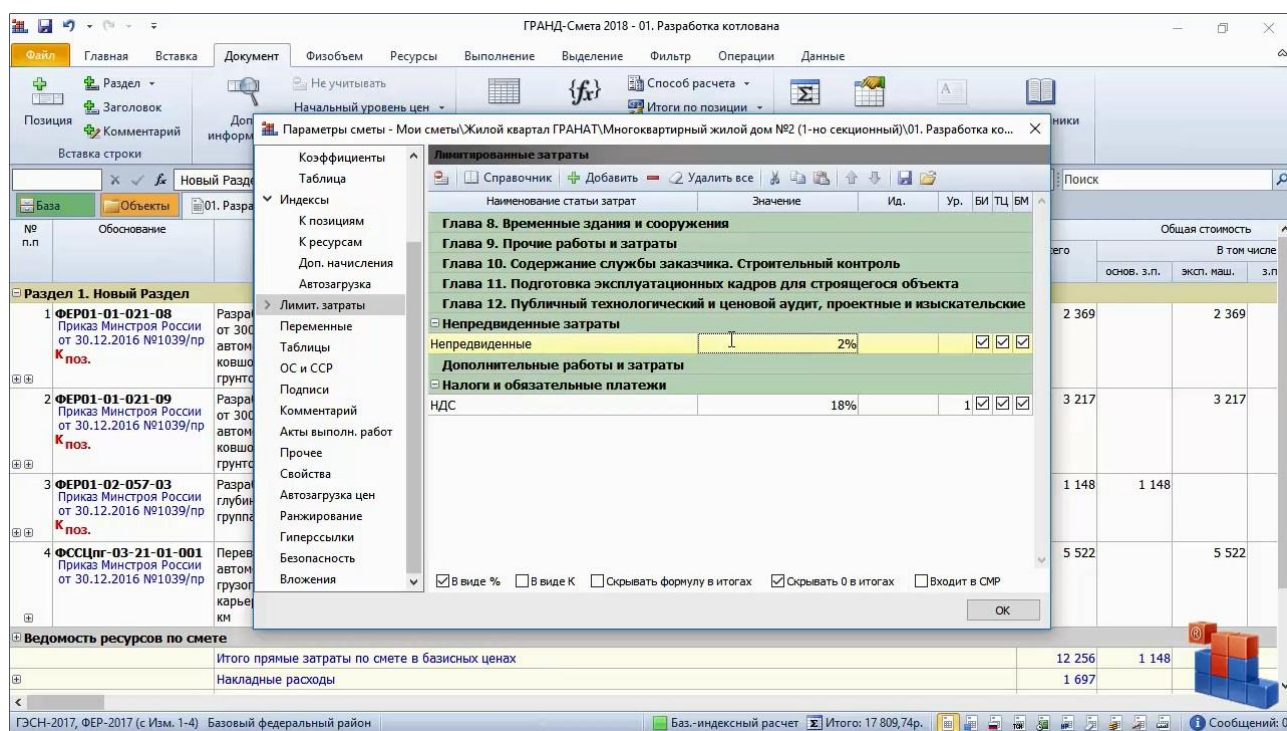 ГРАНД-Смета 2018 - 01. Разработка котлована
Файл Главная Вставка Документ Физобъем Ресурсы Выполнение Выделение Фильтр Операции Данные
Позиция
Раздел
Заголовок
Комментарий
Вставка строки
Не учитывать
Начальный уровень цен
Способ расчета
Итоги по позиции
Новый
База Объекты
Поиск
Параметры сметы - Мои сметы\Жилой квартал ГРАНАТ\Многоквартирный жилой дом №2 (1-но секционный)\01. Разработка ко...
Коэффициенты
Таблица
Индексы
К позициям
К ресурсам
Доп. начисления
Автозагрузка
Лимит. затраты
Переменные
Таблицы
ОС и ССР
Подписи
Комментарий
Акты выполн. работ
Прочее
Свойства
Автозагрузка цен
Ранжирование
Гиперссылки
Безопасность
Вложения
Лимитированные затраты
Справочник Добавить Удалить все
Наименование статьи затрат Значение Ид. Ур. БИ ТЦ БМ
Глава 8. Временные здания и сооружения
Глава 9. Прочие работы и затраты
Глава 10. Содержание службы заказчика. Строительный контроль
Глава 11. Подготовка эксплуатационных кадров для строящегося объекта
Глава 12. Публичный технологический и ценовой аудит, проектные и изыскательские
Непредвиденные затраты
Непредвиденные 2%
Дополнительные работы и затраты
Налоги и обязательные платежи
НДС 18% 1
В виде % В виде К Скрывать формулу в итогах Скрывать 0 в итогах Входит в СМР
ОК
№ п.п Обоснование
Общая стоимость
В том числе
основ. з.п. эксп. маш.
Раздел 1. Новый Раздел
1 ФЕР01-01-021-08 2 369 2 369
Приказ Минстроя России
от 30.12.2016 №1039/пр
К поз.
от 300
2 ФЕР01-01-021-09 3 217 3 217
Приказ Минстроя России
от 30.12.2016 №1039/пр
К поз.
от 300
3 ФЕР01-02-057-03 1 148 1 148
Приказ Минстроя России
от 30.12.2016 №1039/пр
К поз.
4 ФССЦпг-03-21-01-001 5 522 5 522
Приказ Минстроя России
от 30.12.2016 №1039/пр
км
Ведомость ресурсов по смете
Итого прямые затраты по смете в базисных ценах 12 256 1 148
Накладные расходы 1 697
ГЭСН-2017, ФЕР-2017 (с Изм. 1-4) Базовый федеральный район Баз.-индексный расчет Итого: 17 809,74р. Сообщений: 0